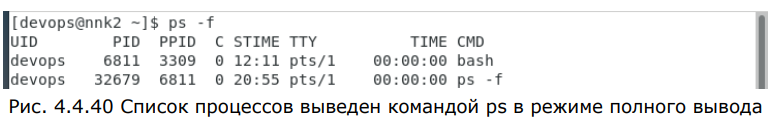 [devops@nnk2 ~]$ ps -f
UID        PID  PPID  C STIME TTY          TIME CMD
devops    6811  3309  0 12:11 pts/1    00:00:00 bash
devops   32679  6811  0 20:55 pts/1    00:00:00 ps -f
Рис. 4.4.40 Список процессов выведен командой ps в режиме полного вывода